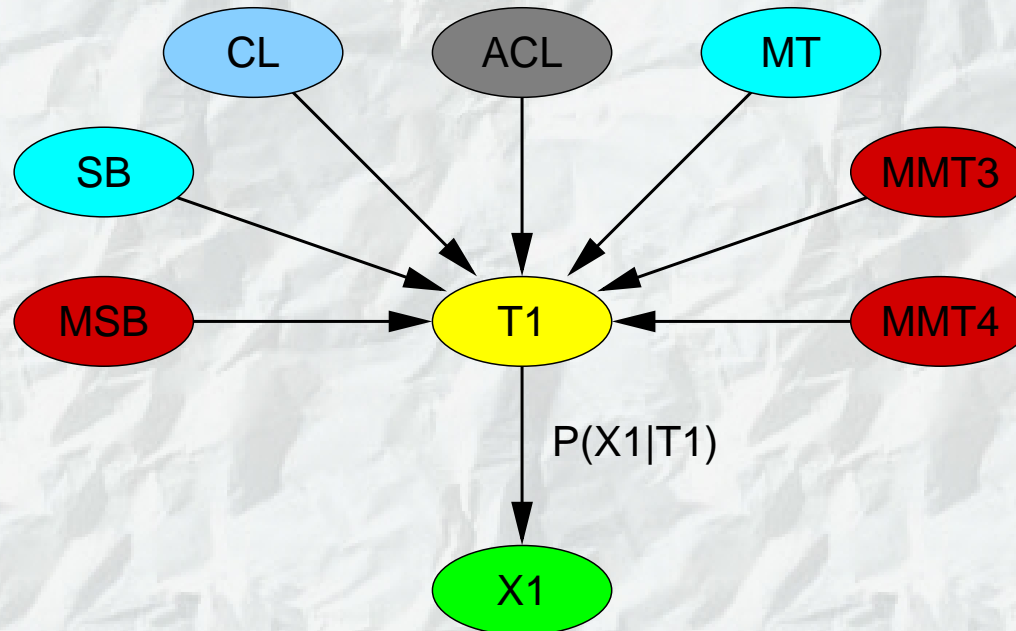 CL
ACL
MT
SB
MMT3
MSB
T1
MMT4
P(X1|T1)
X1